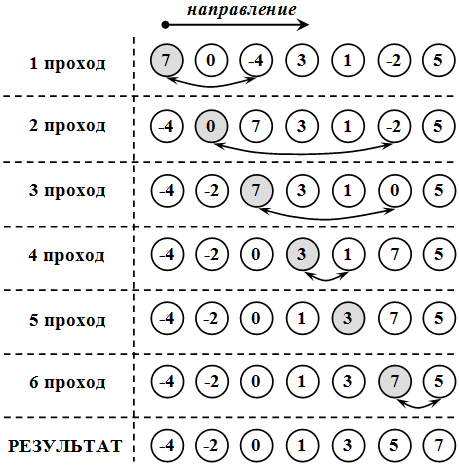 направление
1 проход 7 0 -4 3 1 -2 5
2 проход -4 0 7 3 1 -2 5
3 проход -4 -2 7 3 1 0 5
4 проход -4 -2 0 3 1 7 5
5 проход -4 -2 0 1 3 7 5
6 проход -4 -2 0 1 3 7 5
РЕЗУЛЬТАТ -4 -2 0 1 3 5 7